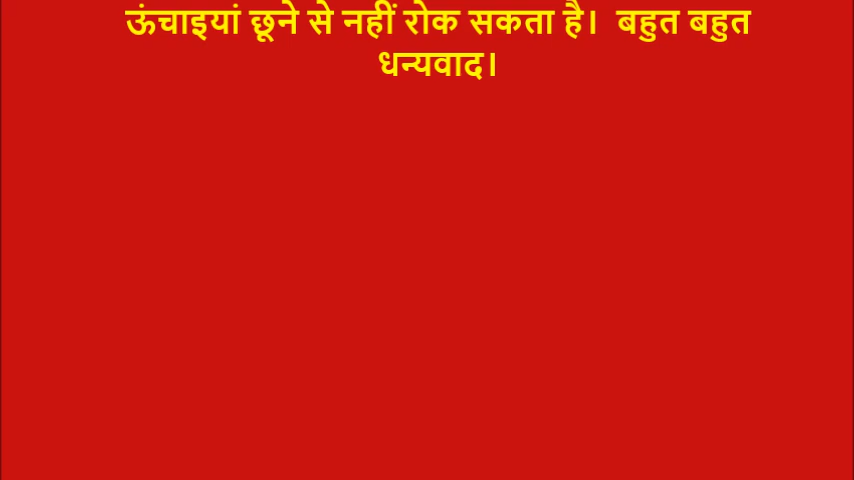 ऊंचाइयां छूने से नहीं रोक सकता है।  बहुत बहुत
धन्यवाद।